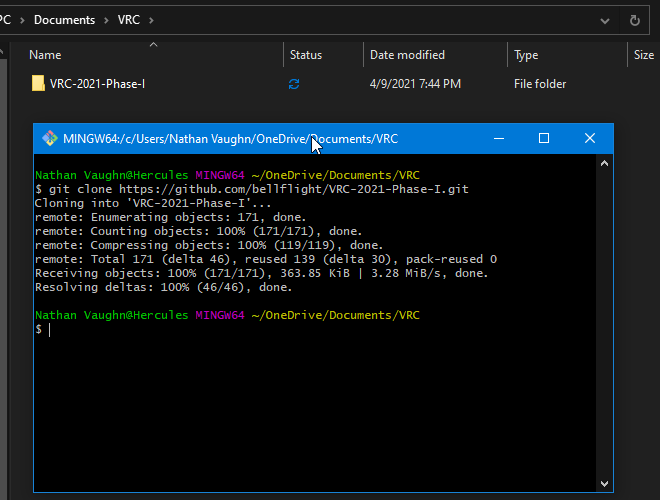 PC > Documents > VRC >
Name Status Date modified Type Size
VRC-2021-Phase-I 4/9/2021 7:44 PM File folder
MINGW64:/c/Users/Nathan Vaughn/OneDrive/Documents/VRC
Nathan Vaughn@Hercules MINGW64 ~/OneDrive/Documents/VRC
$ git clone https://github.com/bellflight/VRC-2021-Phase-I.git
Cloning into 'VRC-2021-Phase-I'...
remote: Enumerating objects: 171, done.
remote: Counting objects: 100% (171/171), done.
remote: Compressing objects: 100% (119/119), done.
remote: Total 171 (delta 46), reused 139 (delta 30), pack-reused 0
Receiving objects: 100% (171/171), 363.85 KiB | 3.28 MiB/s, done.
Resolving deltas: 100% (46/46), done.
Nathan Vaughn@Hercules MINGW64 ~/OneDrive/Documents/VRC
$